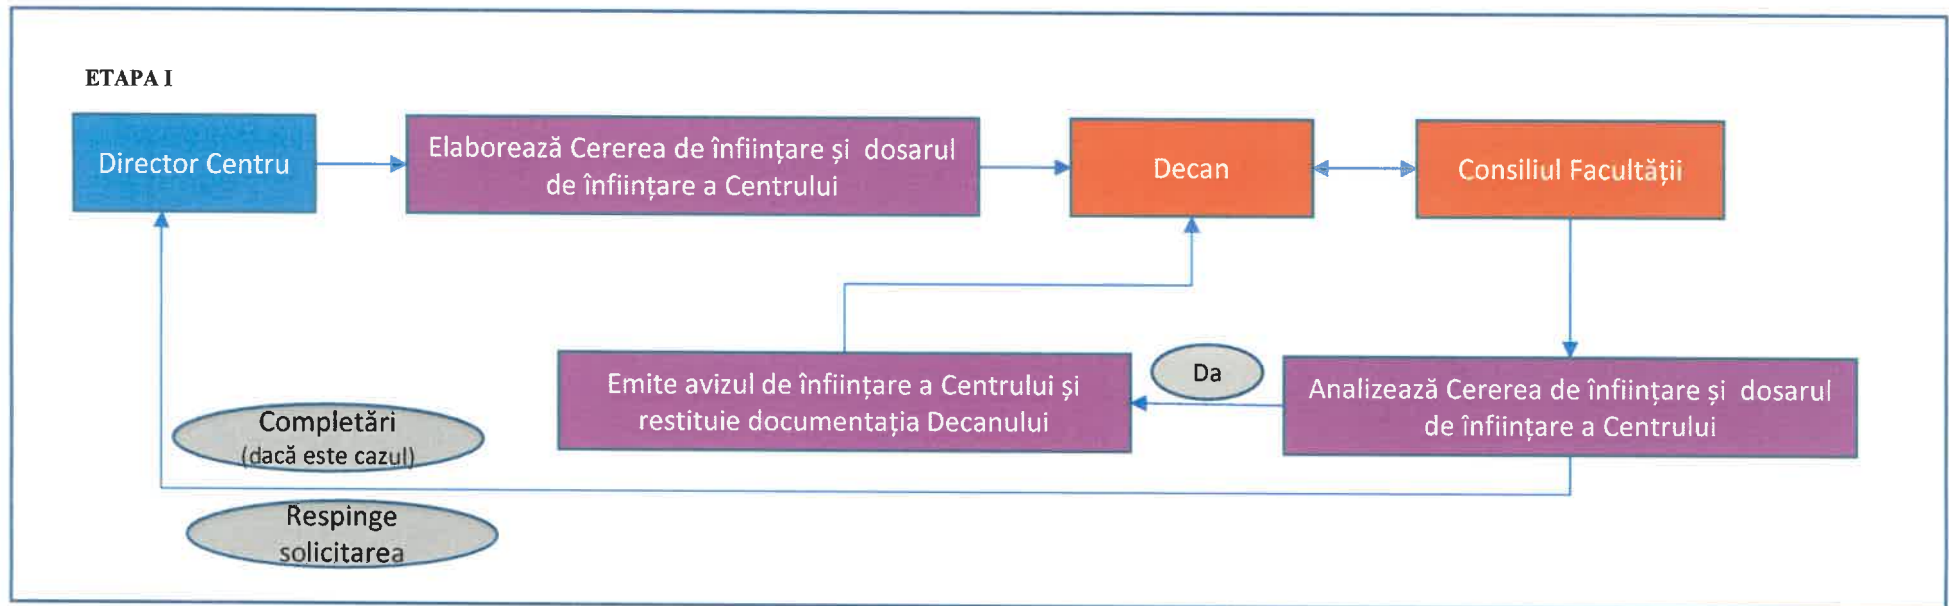 ETAPA I
Director Centru
Elaborează Cererea de înființare și dosarul
de înființare a Centrului
Decan
Consiliul Facultății
Emite avizul de înființare a Centrului și
restituie documentația Decanului
Da
Analizează Cererea de înființare și dosarul
de înființare a Centrului
Completări
(dacă este cazul)
Respinge
solicitarea